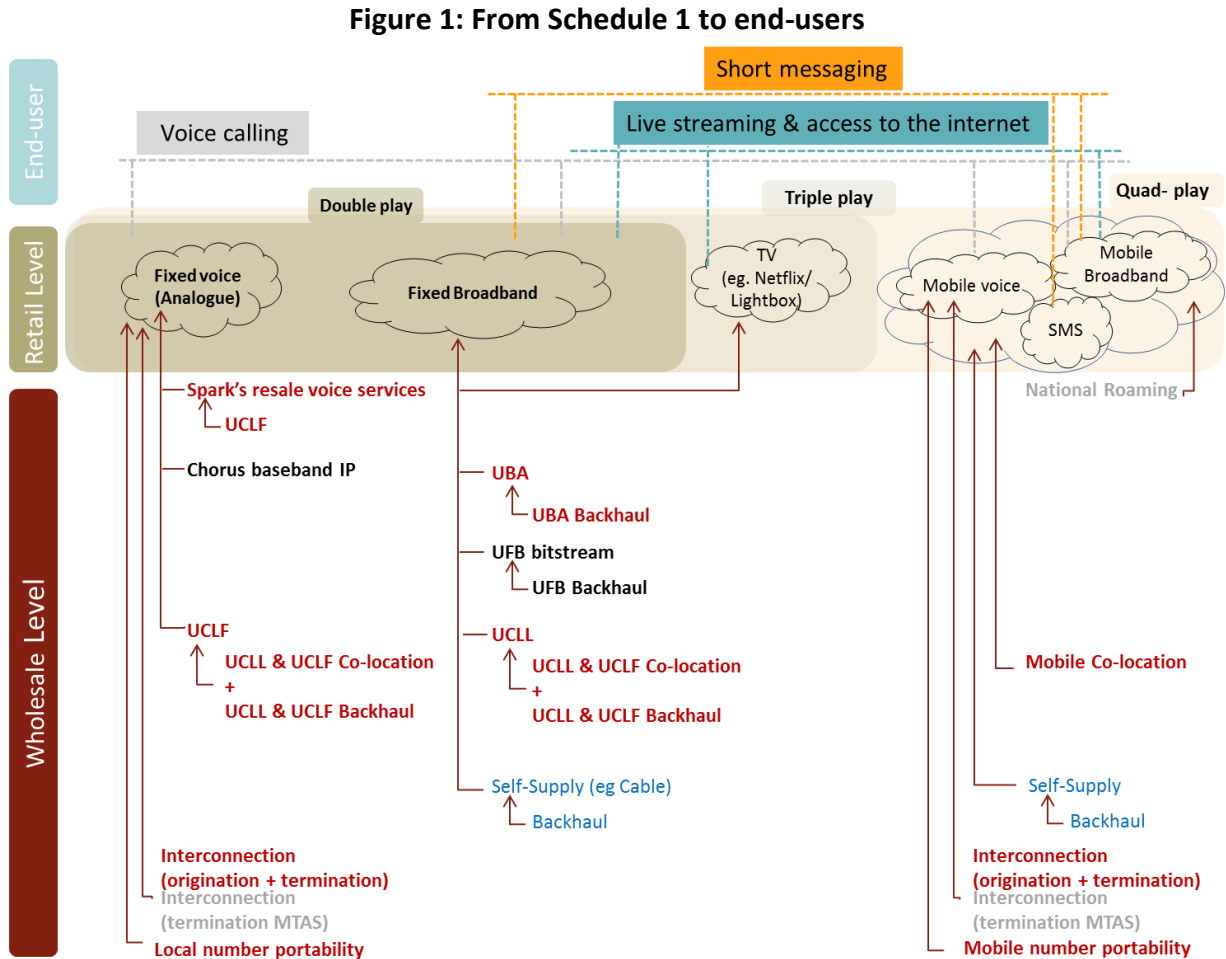 Figure 1: From Schedule 1 to end-users
End-user
Short messaging
Live streaming & access to the internet
Voice calling
Double play
Triple play
Quad- play
Retail Level
Fixed voice
(Analogue)
Fixed Broadband
TV
(eg. Netflix/
Lightbox)
Mobile voice
Mobile
Broadband
SMS
Wholesale Level
Spark's resale voice services
UCLF
Chorus baseband IP
UCLF
UCLL & UCLF Co-location
+
UCLL & UCLF Backhaul
Interconnection
(origination + termination)
Interconnection
(termination MTAS)
Local number portability
UBA
UBA Backhaul
UFB bitstream
UFB Backhaul
UCLL
UCLL & UCLF Co-location
+
UCLL & UCLF Backhaul
Self-Supply (eg Cable)
Backhaul
National Roaming
Mobile Co-location
Self-Supply
Backhaul
Interconnection
(origination + termination)
Interconnection
(termination MTAS)
Mobile number portability